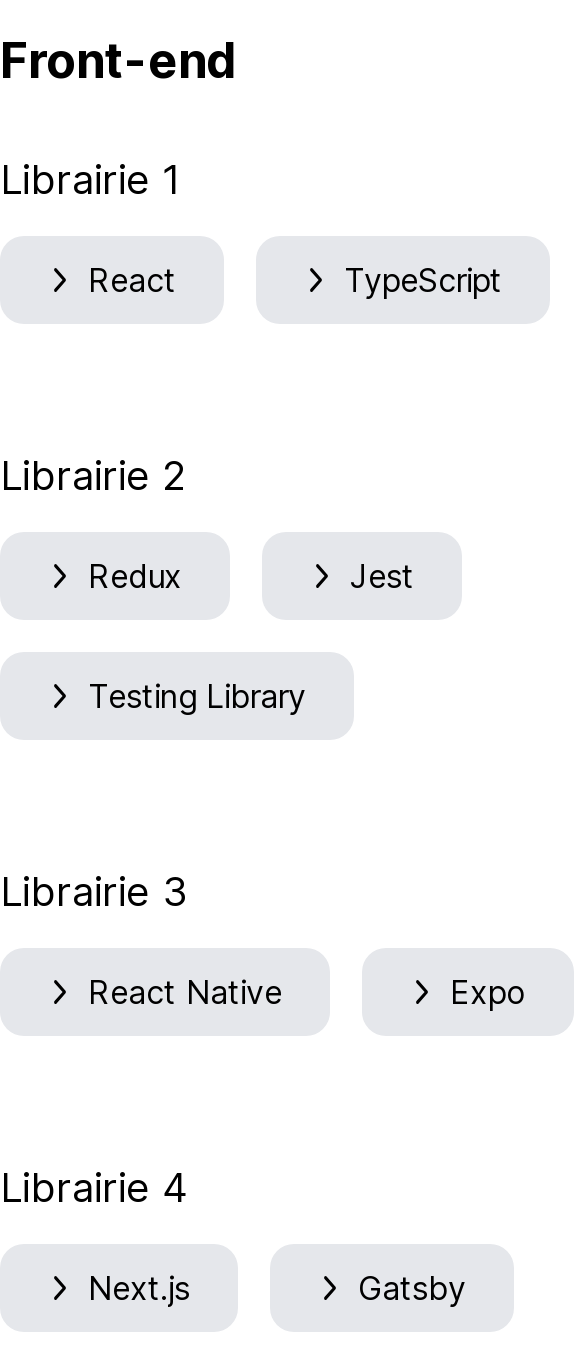 Front-end
Librairie 1
React
TypeScript
Librairie 2
Redux
Jest
Testing Library
Librairie 3
React Native
Expo
Librairie 4
Next.js
Gatsby